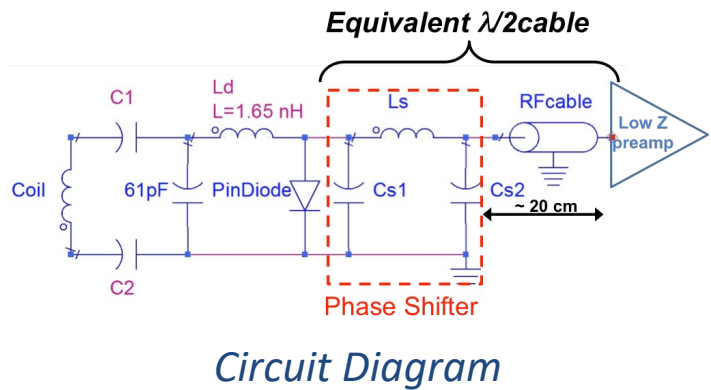 Equivalent λ/2cable
C1
Ld
L=1.65 nH
Ls
RFcable
Low Z
preamp
Coil
61pF
PinDiode
Cs1
Cs2
~ 20 cm
C2
Phase Shifter
Circuit Diagram